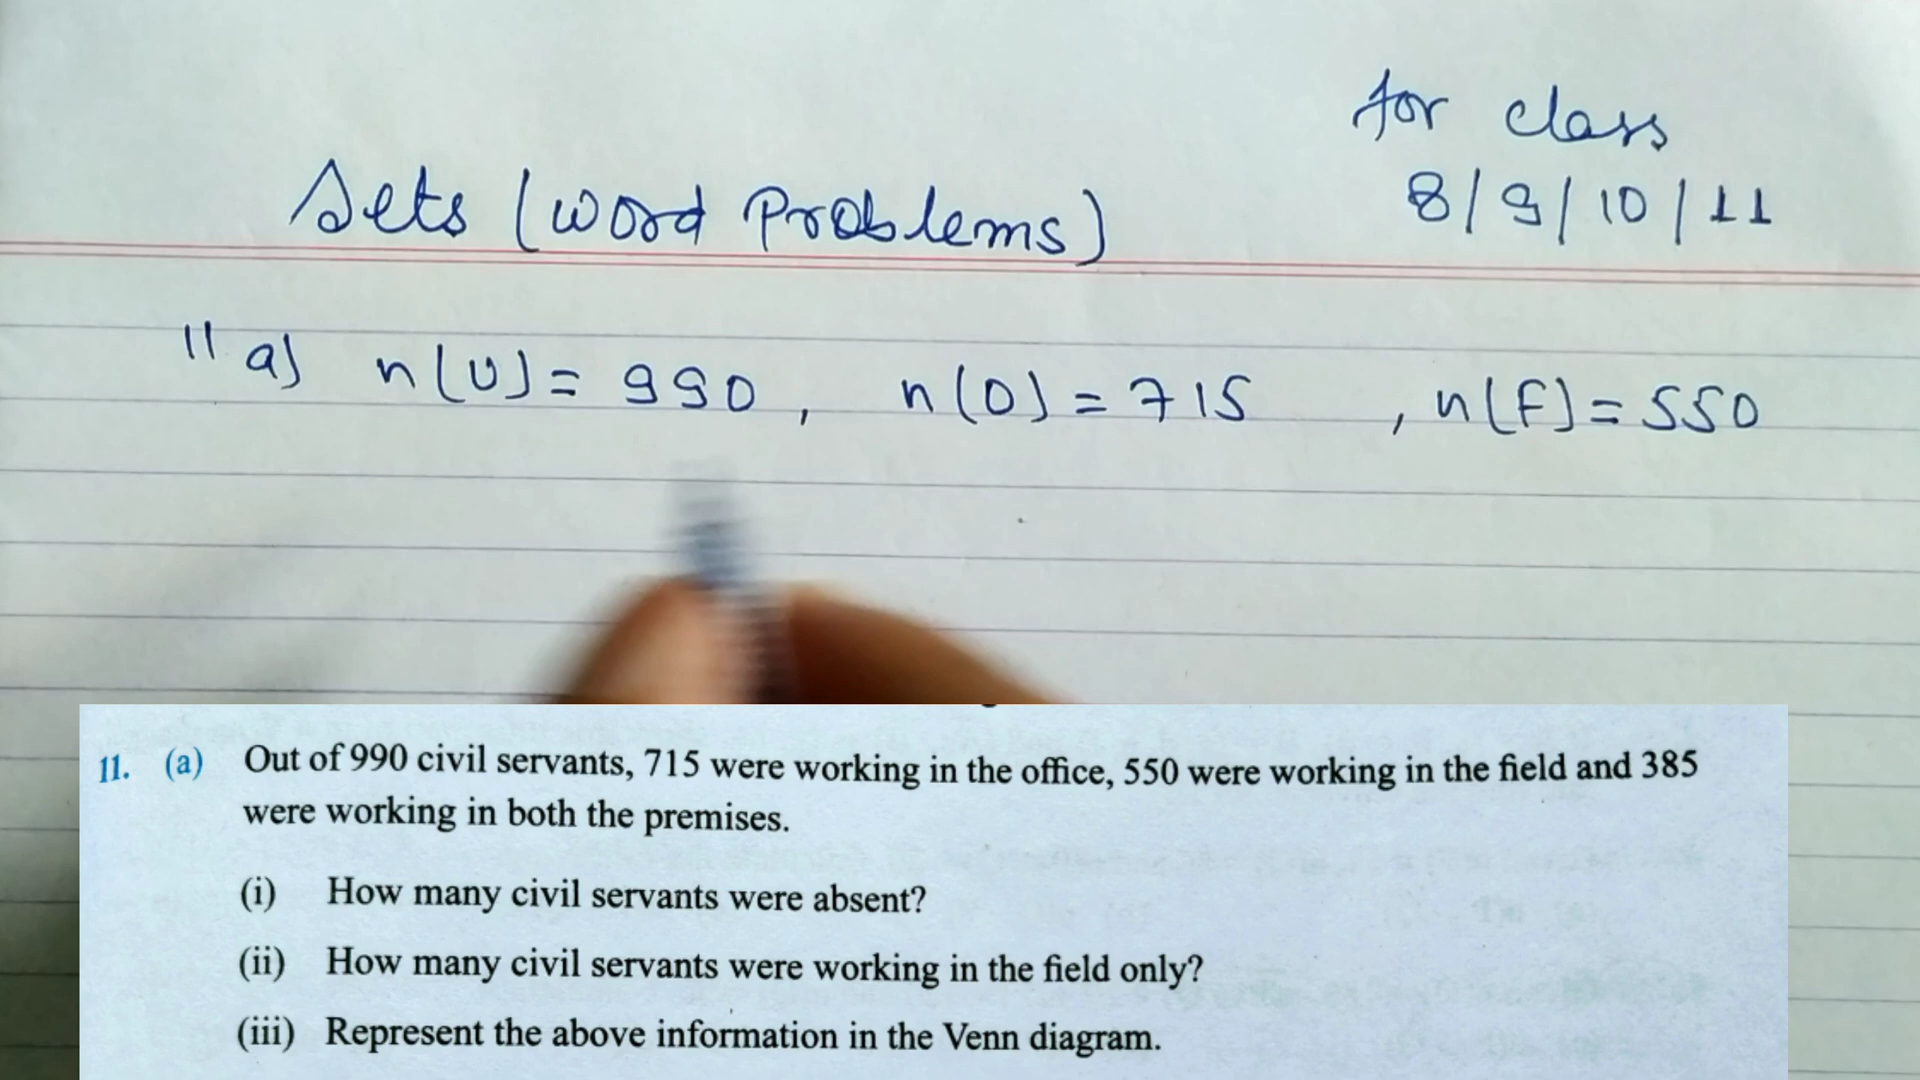 for class
8/9/10/11
Sets (Word Problems)
11 a) n(U) = 990, n(O) = 715, n(F) = 550
11. (a) Out of 990 civil servants, 715 were working in the office, 550 were working in the field and 385
were working in both the premises.
(i) How many civil servants were absent?
(ii) How many civil servants were working in the field only?
(iii) Represent the above information in the Venn diagram.